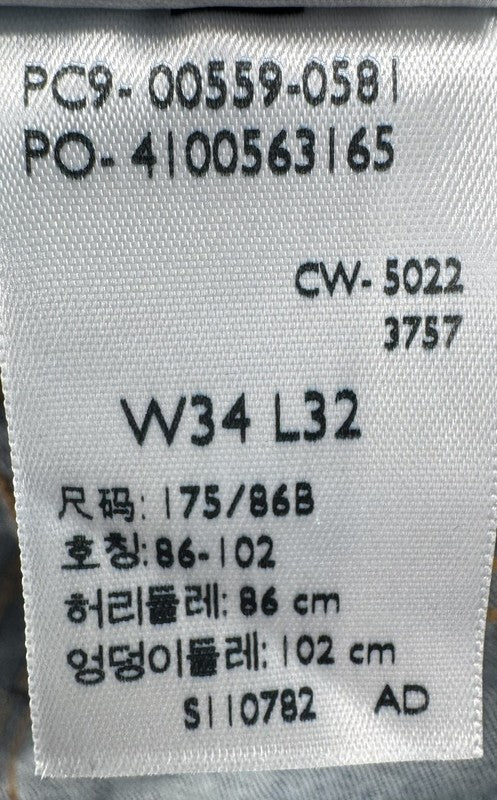 PC9- 00559-0581
PO- 4100563165
CW- 5022
3757
W34 L32
尺码: 175/86B
호칭: 86-102
허리둘레: 86 cm
엉덩이둘레: 102 cm
S110782 AD